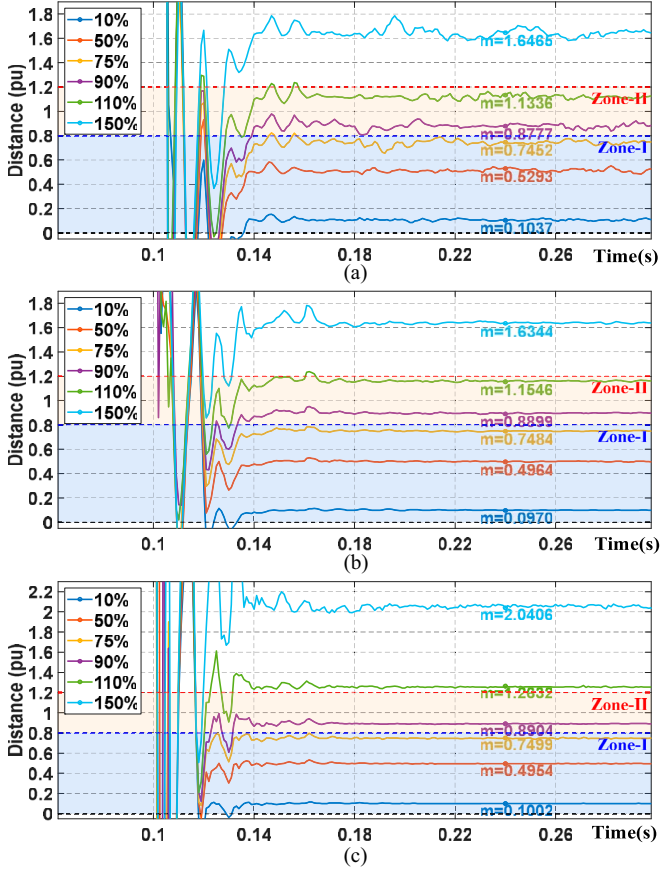 1.8
1.6
1.4
1.2
1
0.8
0.6
0.4
0.2
0
Distance (pu)
10%
50%
75%
90%
110%
150%
m=1.6465
m=1.1336
m=0.8777
m=0.7452
m=0.5293
m=0.1037
Zone-II
Zone-I
0.1 0.14 0.18 0.22 0.26 Time(s)
(a)
1.8
1.6
1.4
1.2
1
0.8
0.6
0.4
0.2
0
Distance (pu)
10%
50%
75%
90%
110%
150%
m=1.6344
m=1.1546
m=0.8899
m=0.7484
m=0.4964
m=0.0970
Zone-II
Zone-I
0.1 0.14 0.18 0.22 0.26 Time(s)
(b)
2.2
2
1.8
1.6
1.4
1.2
1
0.8
0.6
0.4
0.2
0
Distance (pu)
10%
50%
75%
90%
110%
150%
m=2.0406
m=0.8904
m=0.7499
m=0.4954
m=0.1002
Zone-II
Zone-I
0.1 0.14 0.18 0.22 0.26 Time(s)
(c)